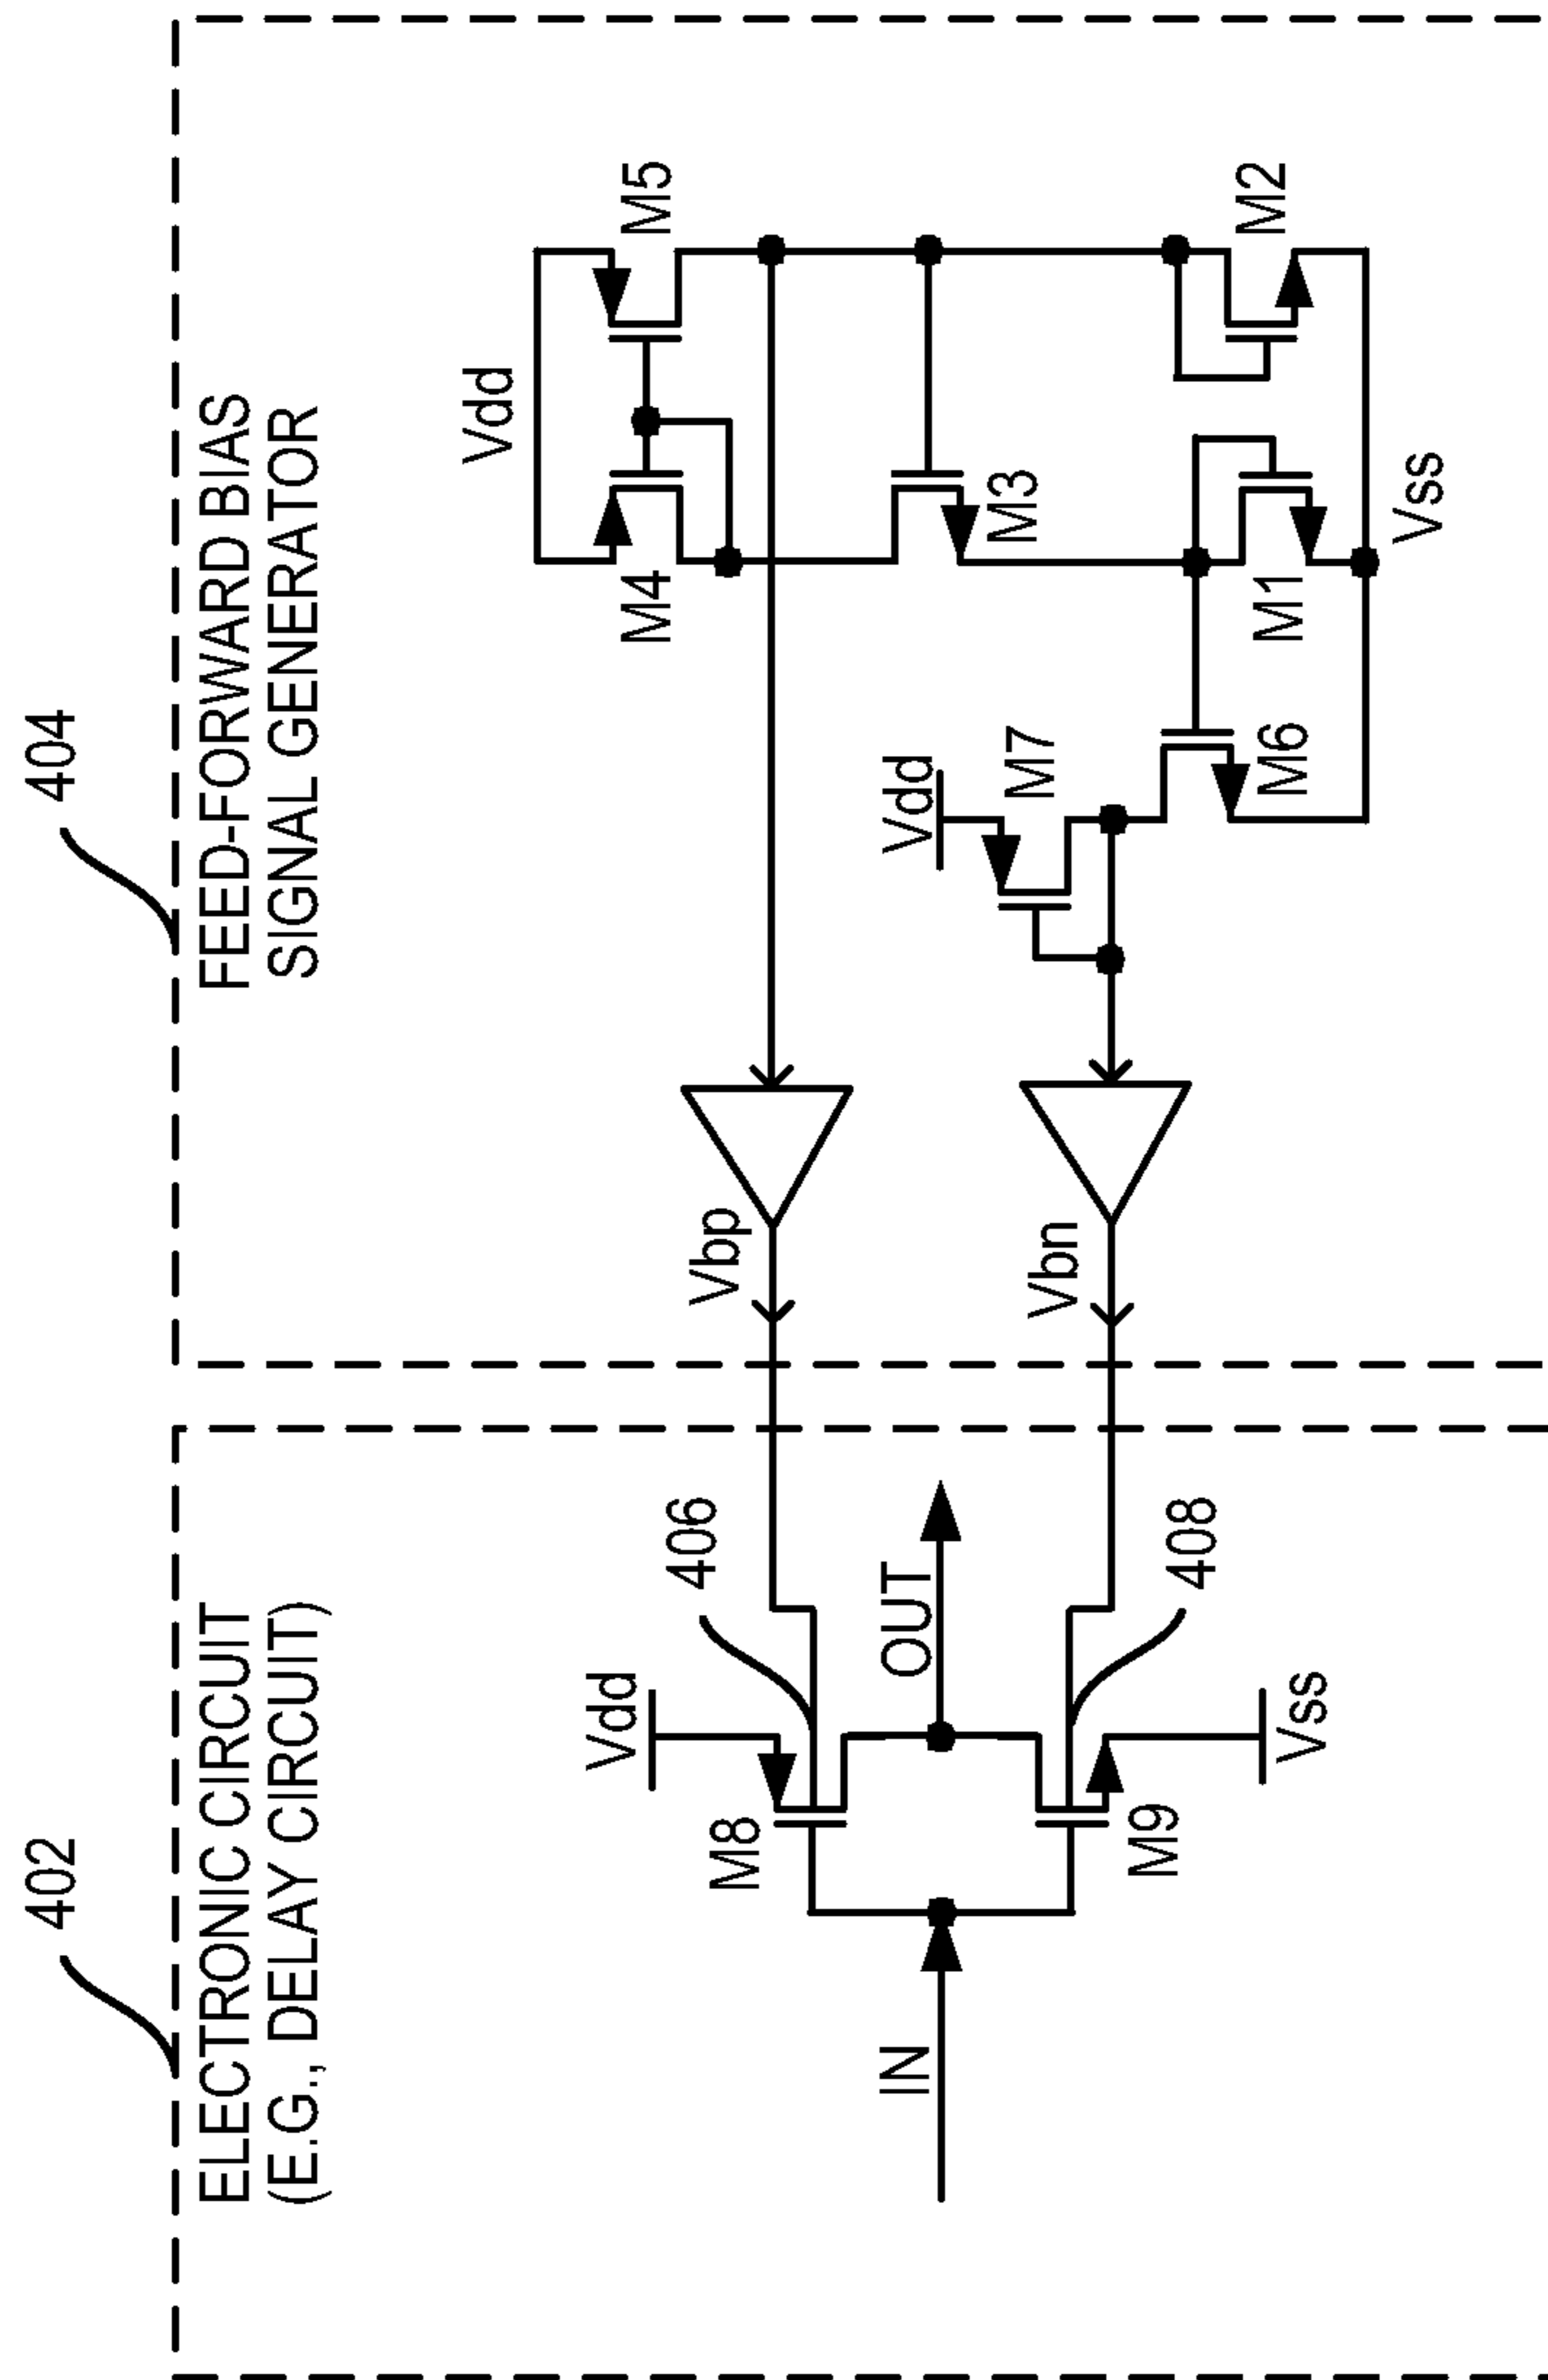 402
ELECTRONIC CIRCUIT
(E.G., DELAY CIRCUIT)
Vdd
406
M8
IN
OUT
M9
408
Vss
404
FEED-FORWARD BIAS
SIGNAL GENERATOR
Vdd
M4
M5
Vbp
Vdd
M7
M3
Vbn
M6
M1
M2
Vss